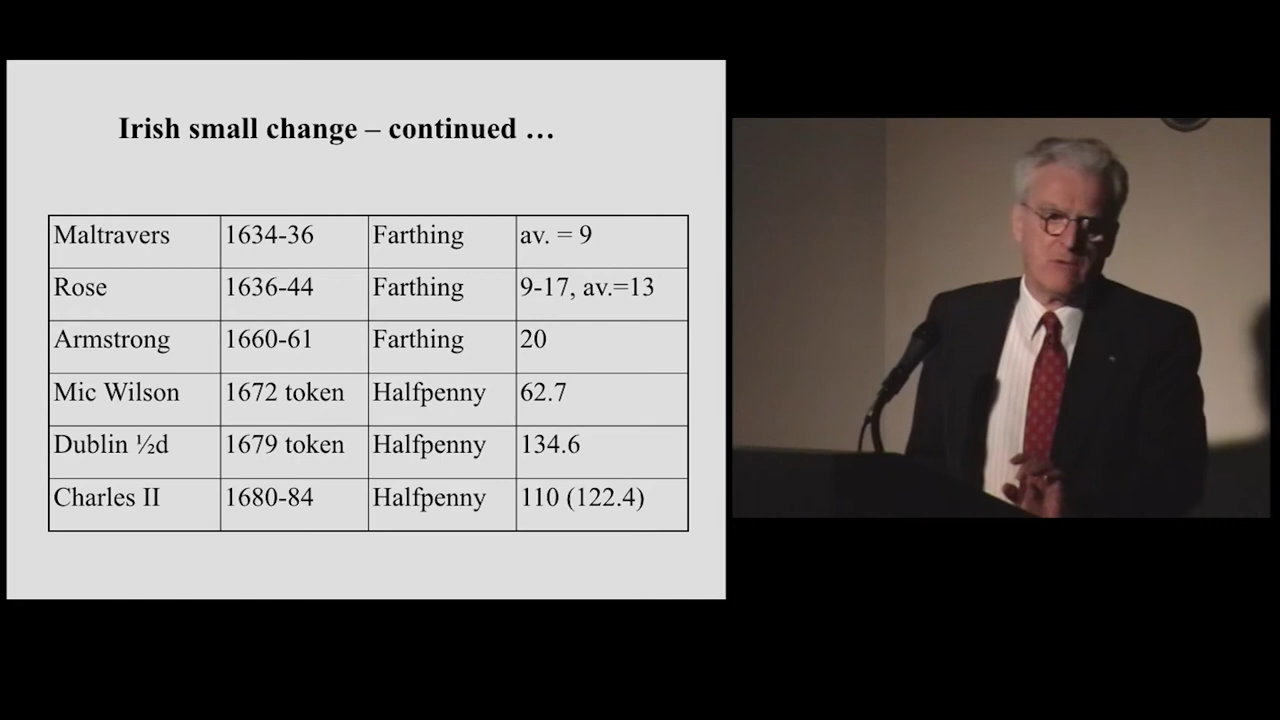 Irish small change – continued …
Maltravers 1634-36 Farthing av. = 9
Rose 1636-44 Farthing 9-17, av.=13
Armstrong 1660-61 Farthing 20
Mic Wilson 1672 token Halfpenny 62.7
Dublin ½d 1679 token Halfpenny 134.6
Charles II 1680-84 Halfpenny 110 (122.4)